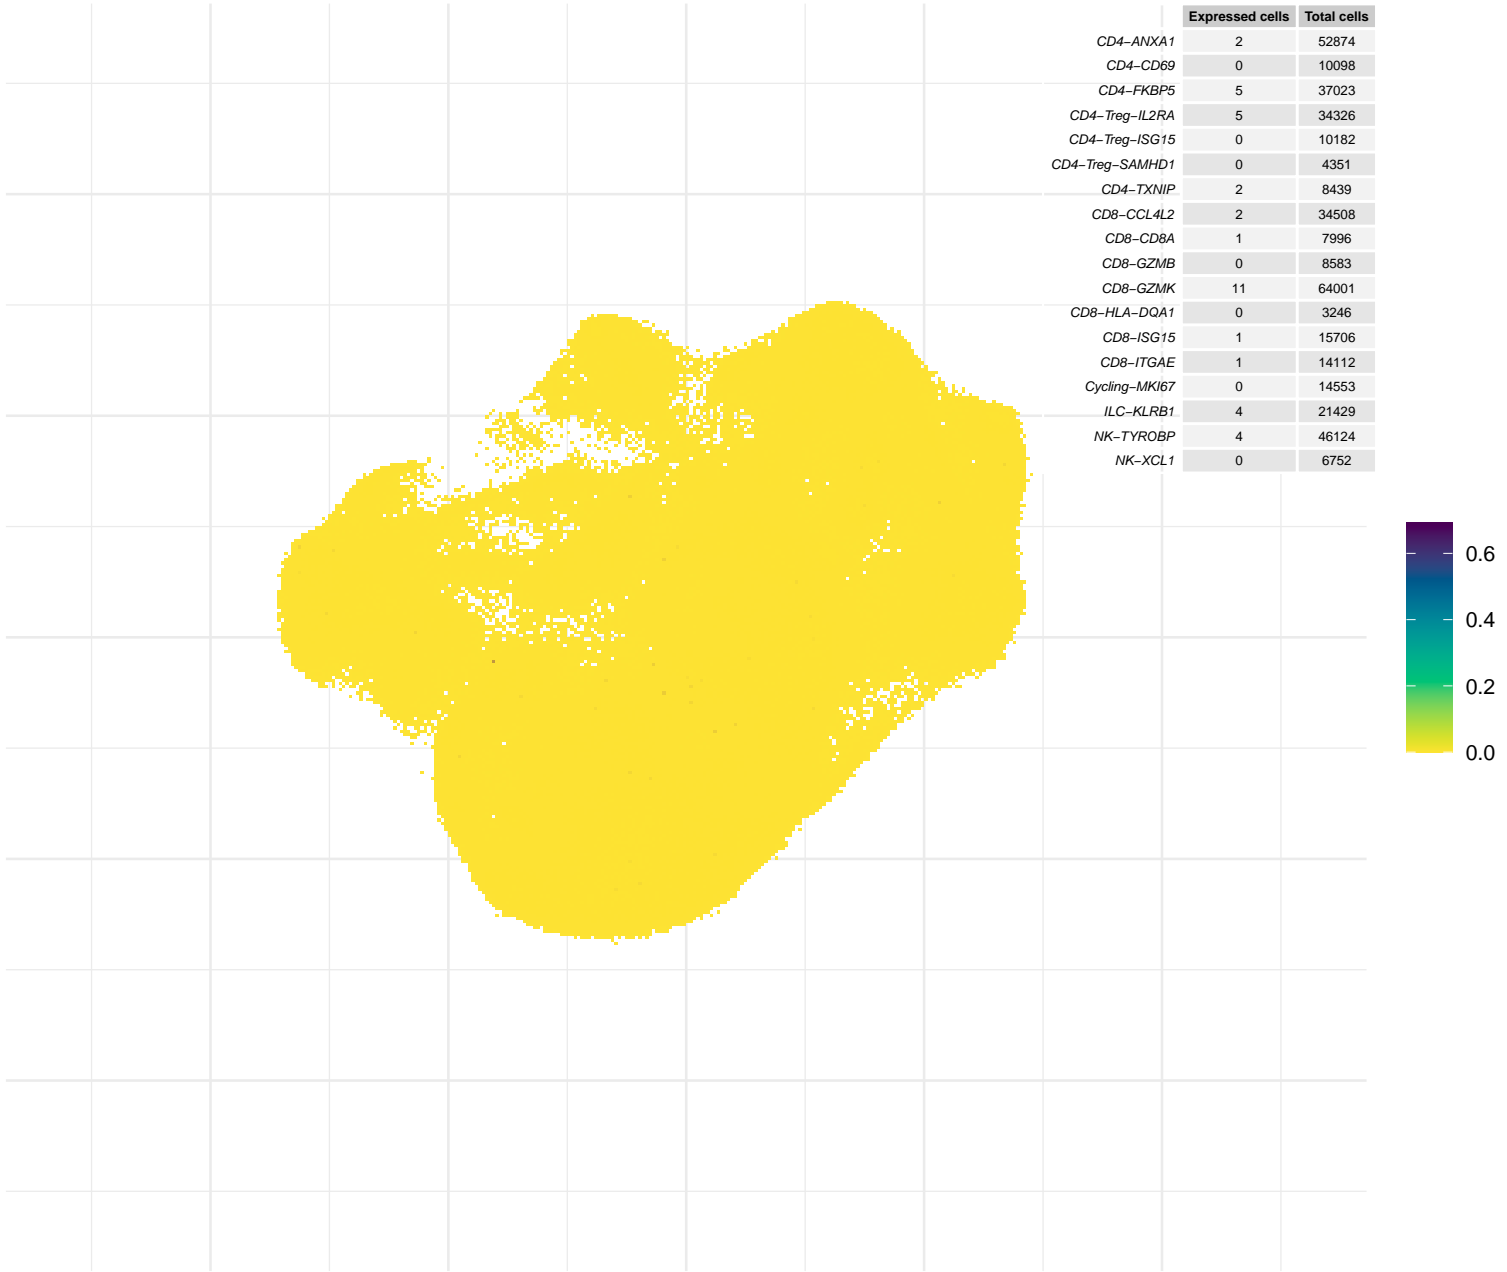 Expressed cells Total cells
CD4−ANXA1 2 52874
CD4−CD69 0 10098
CD4−FKBP5 5 37023
CD4−Treg−IL2RA 5 34326
CD4−Treg−ISG15 0 10182
CD4−Treg−SAMHD1 0 4351
CD4−TXNIP 2 8439
CD8−CCL4L2 2 34508
CD8−CD8A 1 7996
CD8−GZMB 0 8583
CD8−GZMK 11 64001
CD8−HLA−DQA1 0 3246
CD8−ISG15 1 15706
CD8−ITGAE 1 14112
Cycling−MKI67 0 14553
ILC−KLRB1 4 21429
NK−TYROBP 4 46124
NK−XCL1 0 6752
0.6
0.4
0.2
0.0